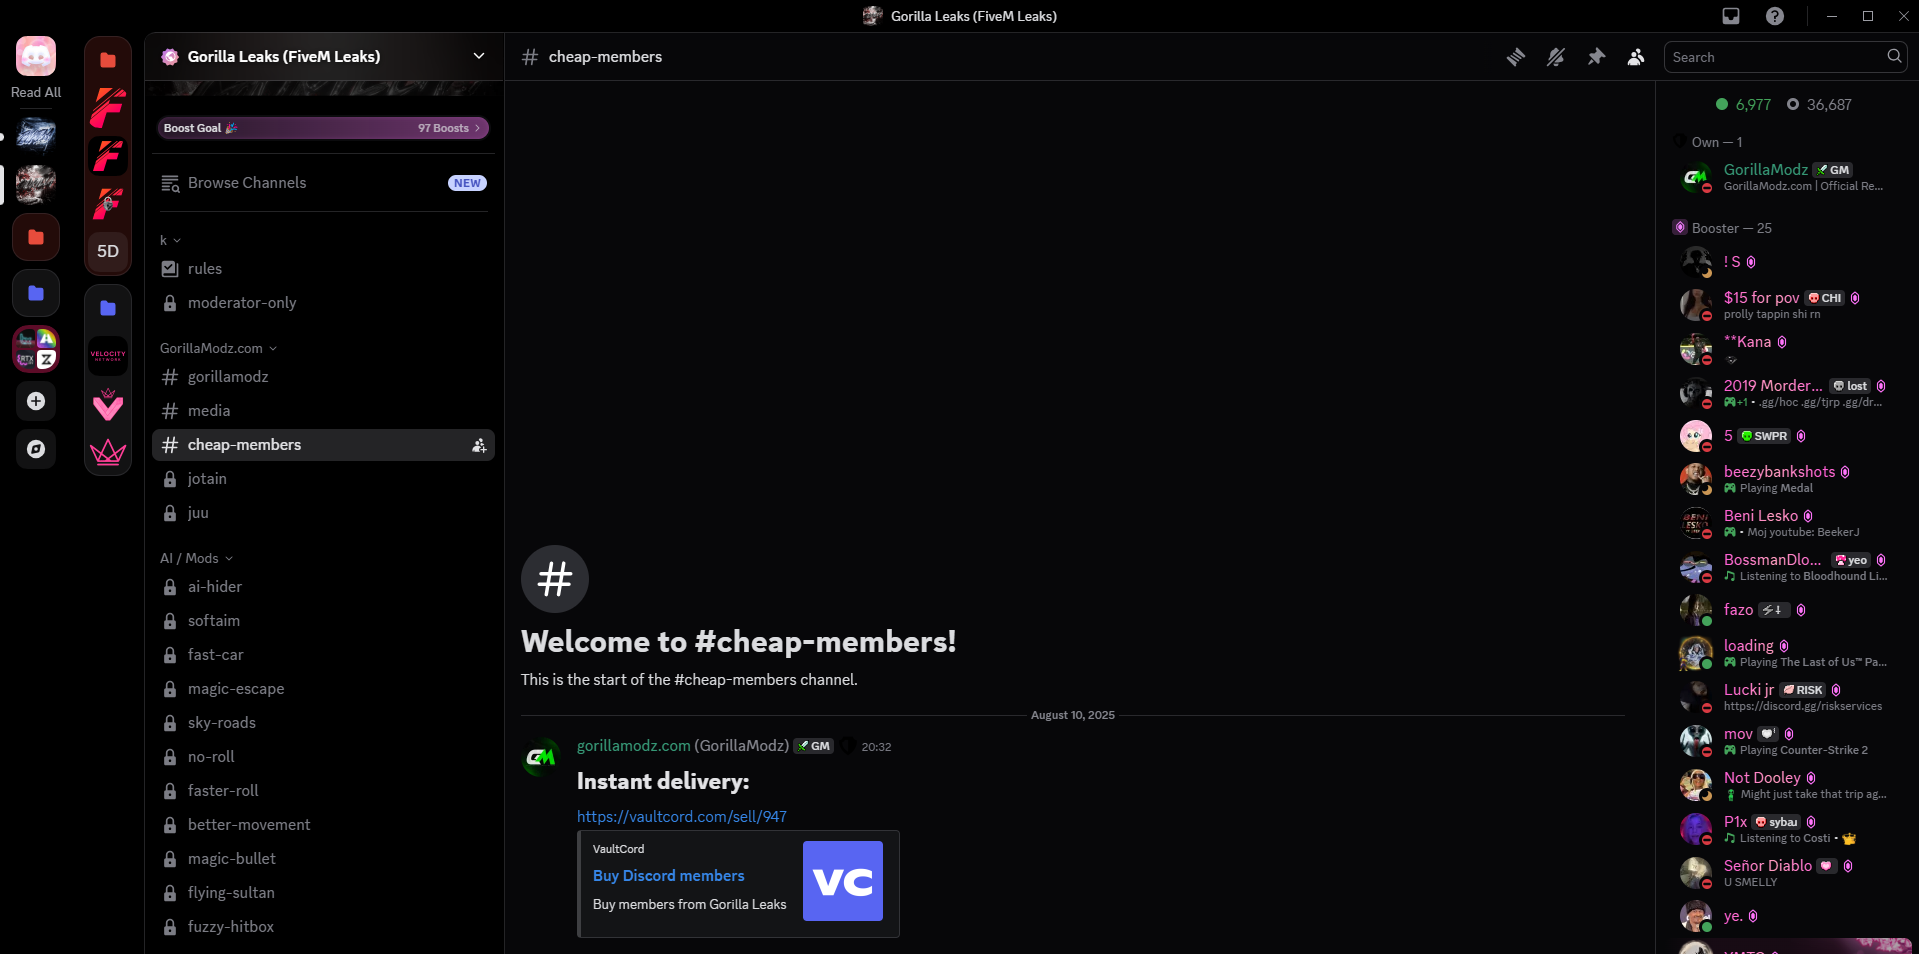 Gorilla Leaks (FiveM Leaks)
Read All
5D
VELOCITY
NETWORK
Gorilla Leaks (FiveM Leaks)
Boost Goal 🎉
97 Boosts >
Browse Channels
NEW
k
rules
moderator-only
GorillaModz.com
gorillamodz
media
cheap-members
jotain
juu
AI / Mods
ai-hider
softaim
fast-car
magic-escape
sky-roads
no-roll
faster-roll
better-movement
magic-bullet
flying-sultan
fuzzy-hitbox
# cheap-members
Search
#
Welcome to #cheap-members!
This is the start of the #cheap-members channel.
August 10, 2025
GM
gorillamodz.com (GorillaModz) GM 20:32
Instant delivery:
https://vaultcord.com/sell/947
VaultCord
Buy Discord members
Buy members from Gorilla Leaks
VC
6,977 36,687
Own — 1
GorillaModz GM
GorillaModz.com | Official Re...
Booster — 25
! S
$15 for pov CHI
prolly tappin shi rn
**Kana
2019 Morder... lost
+1 • .gg/hoc .gg/tjrp .gg/dr...
5 SWPR
beezybankshots
Playing Medal
Beni Lesko
• Moj youtube: BeekerJ
BossmanDlo... yeo
Listening to Bloodhound Li...
fazo
loading
Playing The Last of Us™ Pa...
Lucki jr RISK
https://discord.gg/riskservices
mov
Playing Counter-Strike 2
Not Dooley
Might just take that trip ag...
P1x sybau
Listening to Costi •
Señor Diablo
U SMELLY
ye.